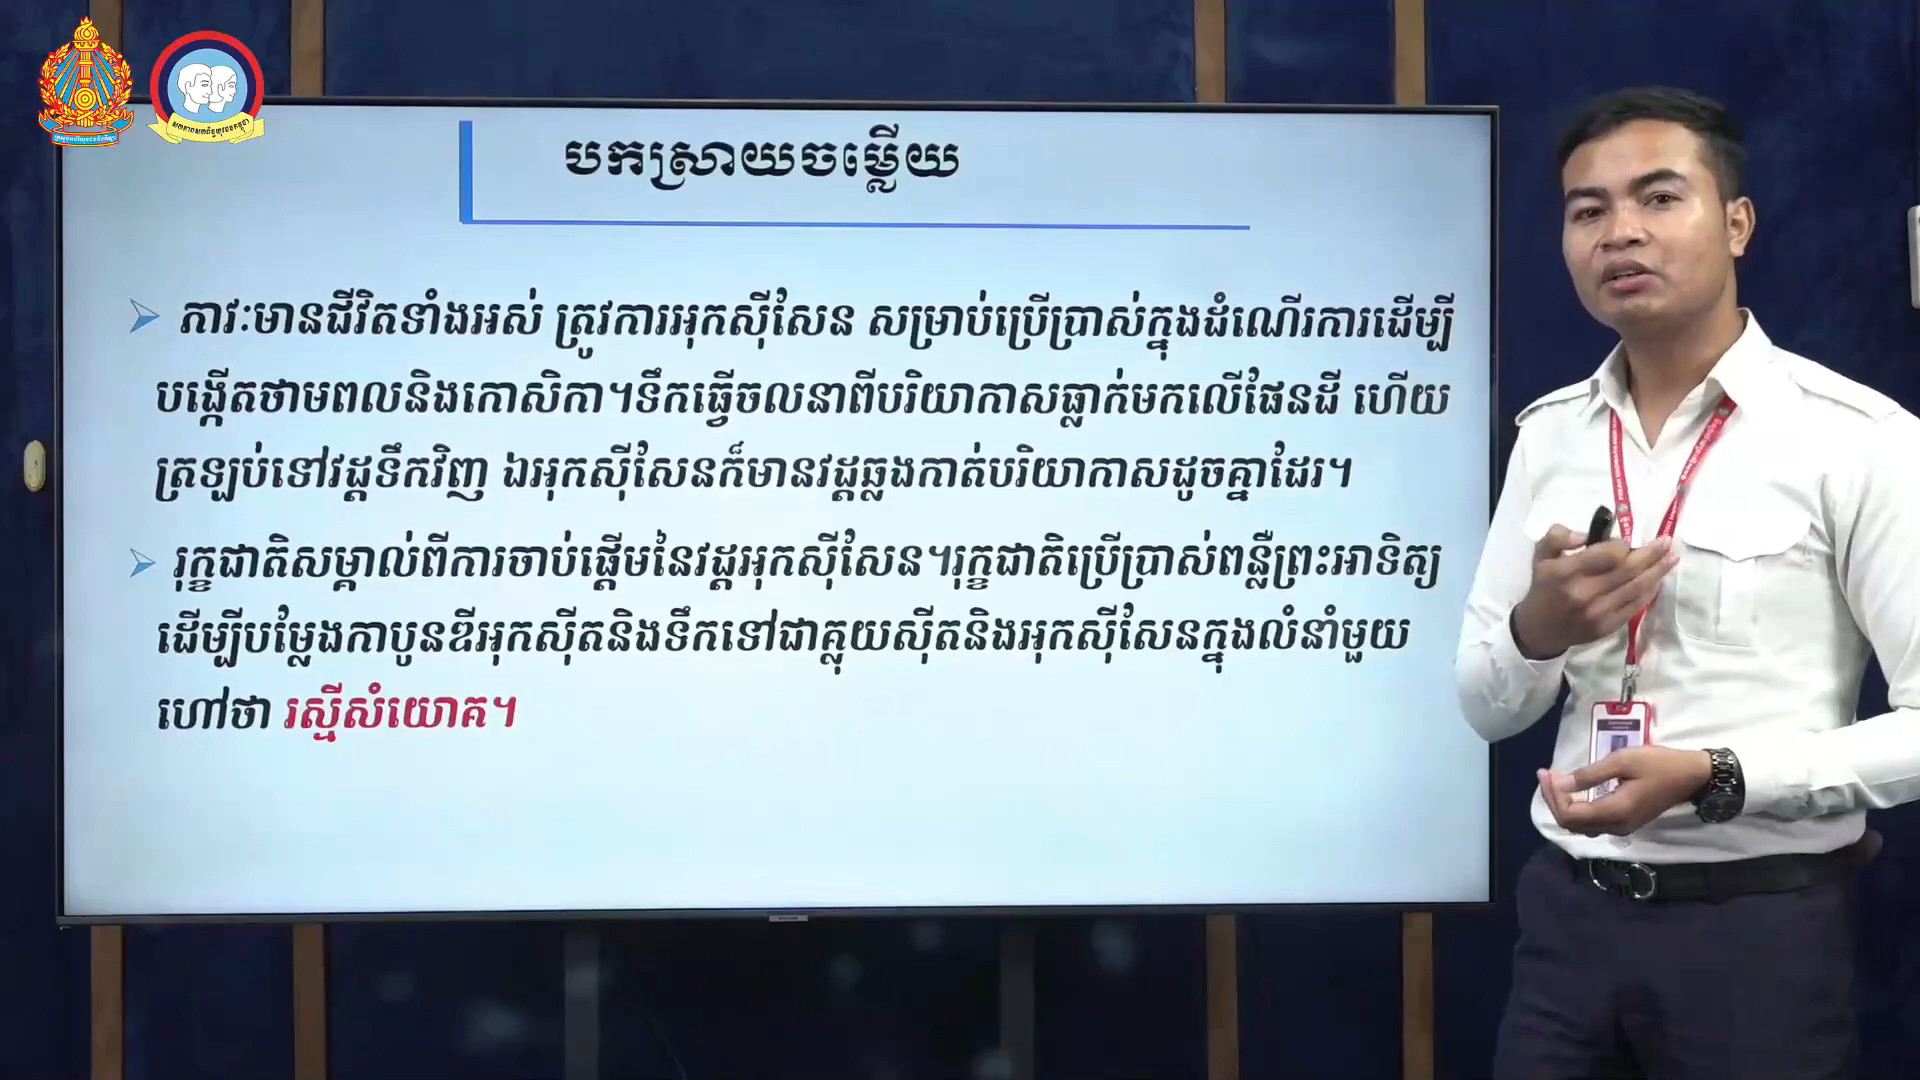 បកស្រាយចម្លើយ
ភាវៈមានជីវិតទាំងអស់ ត្រូវការអុកស៊ីសែន សម្រាប់ប្រើប្រាស់ក្នុងដំណើរការដើម្បី
បង្កើតថាមពលនិងកោសិកា។ទឹកធ្វើចលនាពីបរិយាកាសធ្លាក់មកលើផែនដី ហើយ
ត្រឡប់ទៅវដ្តទឹកវិញ ឯអុកស៊ីសែនក៏មានវដ្តឆ្លងកាត់បរិយាកាសដូចគ្នាដែរ។
រុក្ខជាតិសម្គាល់ពីការចាប់ផ្តើមនៃវដ្តអុកស៊ីសែន។រុក្ខជាតិប្រើប្រាស់ពន្លឺព្រះអាទិត្យ
ដើម្បីបម្លែងកាបូនឌីអុកស៊ីតនិងទឹកទៅជាគ្លុយស៊ីតនិងអុកស៊ីសែនក្នុងលំនាំមួយ
ហៅថា រស្មីសំយោគ។